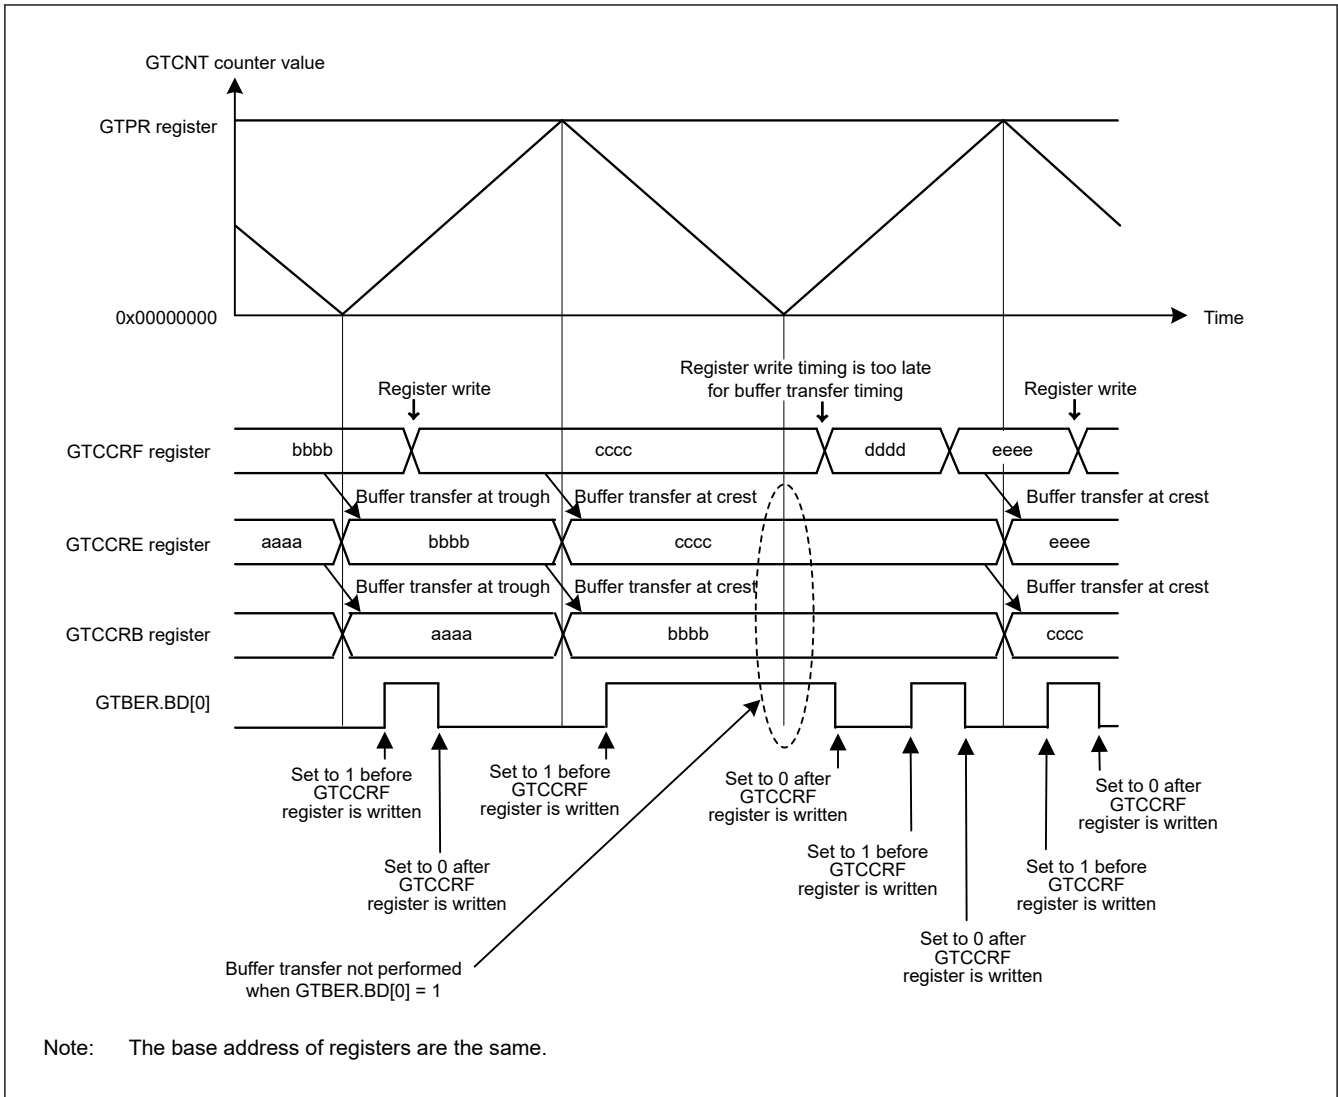 GTCNT counter value
GTPR register
0x00000000
Time
Register write timing is too late
for buffer transfer timing
Register write
Register write
GTCCRF register
bbbb
cccc
dddd
eeee
Buffer transfer at trough
Buffer transfer at crest
Buffer transfer at crest
GTCCRE register
aaaa
bbbb
cccc
eeee
Buffer transfer at trough
Buffer transfer at crest
Buffer transfer at crest
GTCCRB register
aaaa
bbbb
cccc
GTBER.BD[0]
Set to 1 before
GTCCRF
register is written
Set to 1 before
GTCCRF
register is written
Set to 0 after
GTCCRF
register is written
Set to 0 after
GTCCRF
register is written
Set to 0 after
GTCCRF
register is written
Set to 1 before
GTCCRF
register is written
Set to 1 before
GTCCRF
register is written
Set to 0 after
GTCCRF
register is written
Buffer transfer not performed
when GTBER.BD[0] = 1
Note: The base address of registers are the same.